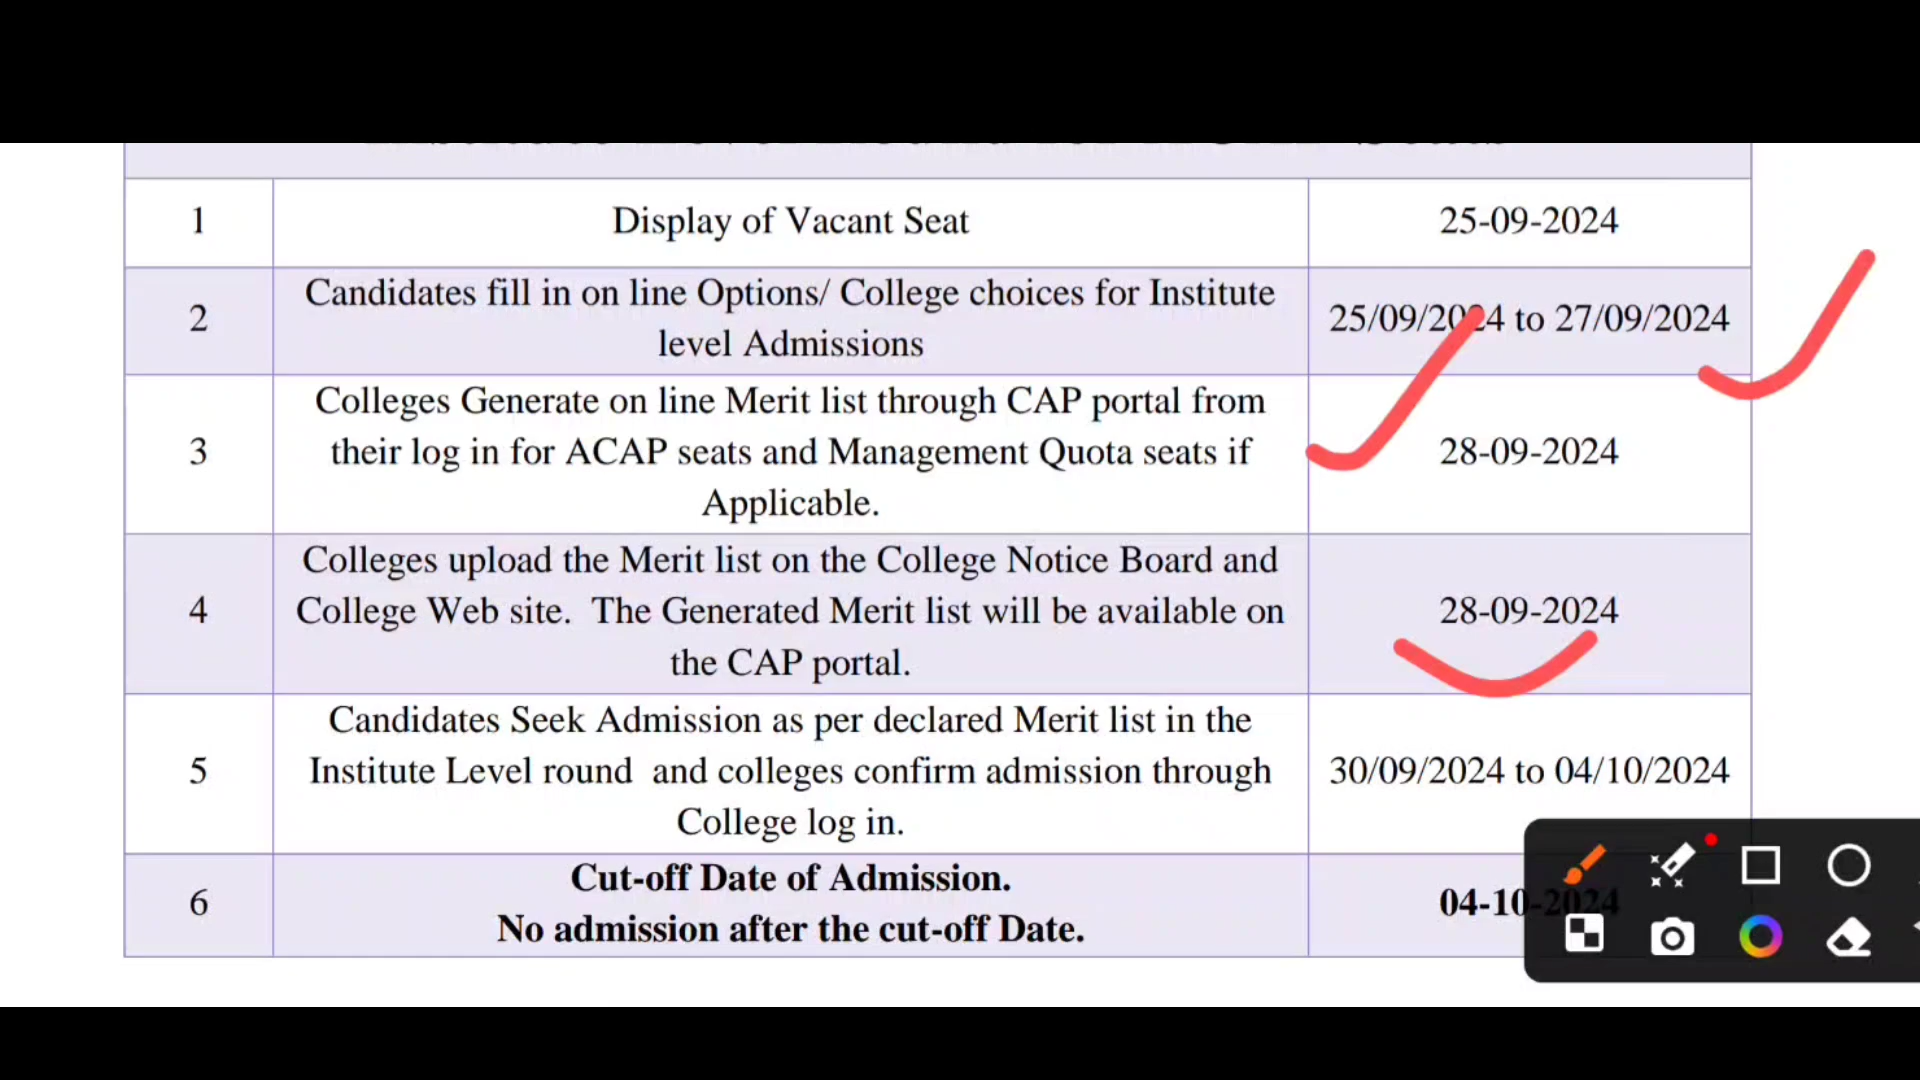 1
Display of Vacant Seat
25-09-2024
2
Candidates fill in on line Options/ College choices for Institute
level Admissions
25/09/2024 to 27/09/2024
3
Colleges Generate on line Merit list through CAP portal from
their log in for ACAP seats and Management Quota seats if
Applicable.
28-09-2024
4
Colleges upload the Merit list on the College Notice Board and
College Web site.  The Generated Merit list will be available on
the CAP portal.
28-09-2024
5
Candidates Seek Admission as per declared Merit list in the
Institute Level round  and colleges confirm admission through
College log in.
30/09/2024 to 04/10/2024
6
Cut-off Date of Admission.
No admission after the cut-off Date.
04-10-2024